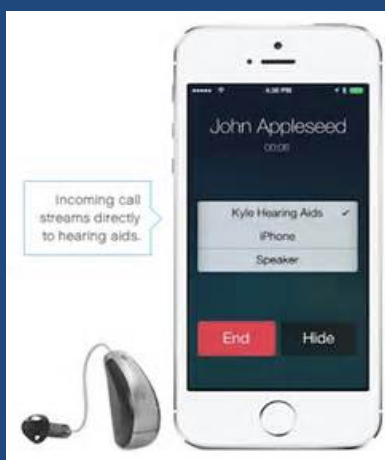 4:36 PM
John Appleseed
00:06
Incoming call
streams directly
to hearing aids.
Kyle Hearing Aids ✓
iPhone
Speaker
End
Hide